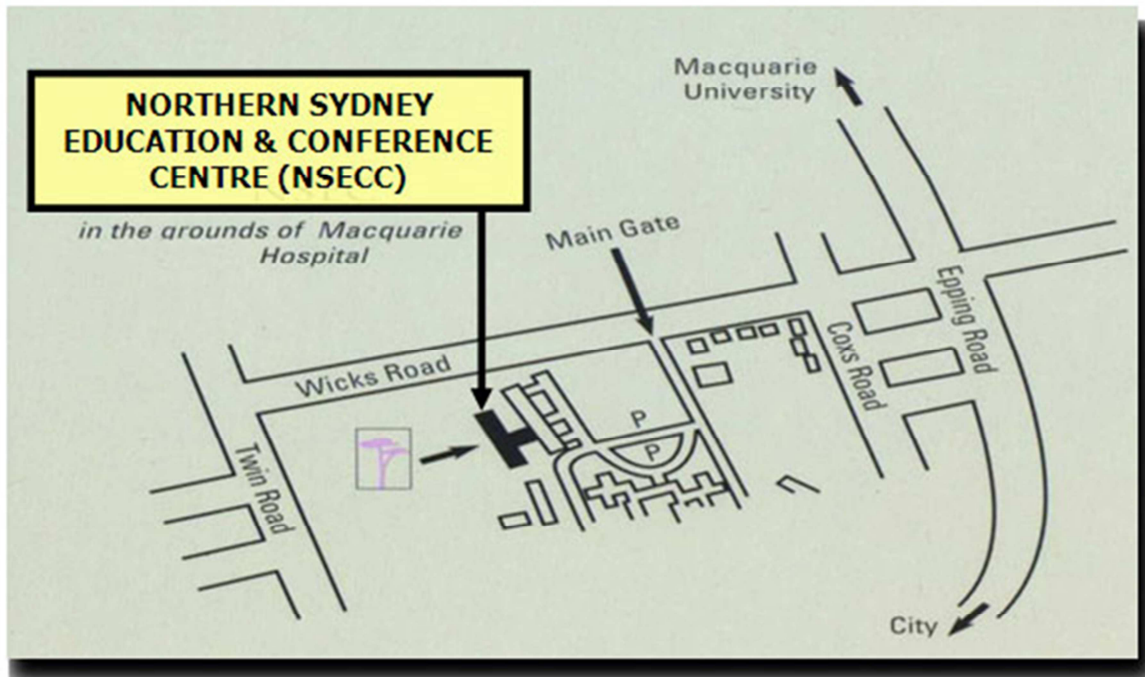 Macquarie
University
NORTHERN SYDNEY
EDUCATION & CONFERENCE
CENTRE (NSECC)
in the grounds of Macquarie
Hospital
Main Gate
Epping Road
Coxs Road
Wicks Road
P
P
Twin Road
City